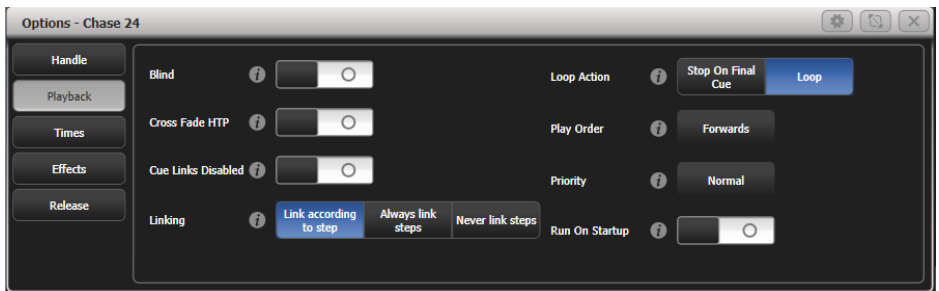 Options - Chase 24
Handle
Playback
Times
Effects
Release
Blind
Cross Fade HTP
Cue Links Disabled
Linking
Link according
to step
Always link
steps
Never link steps
Loop Action
Stop On Final
Cue
Loop
Play Order
Forwards
Priority
Normal
Run On Startup